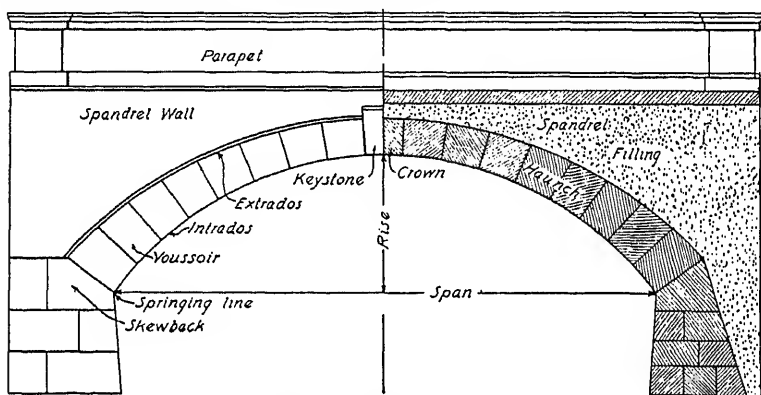 Parapet
Spandrel Wall
Spandrel
Filling
Keystone
Crown
Haunch
Extrados
Intrados
Rise
Voussoir
Span
Springing line
Skewback